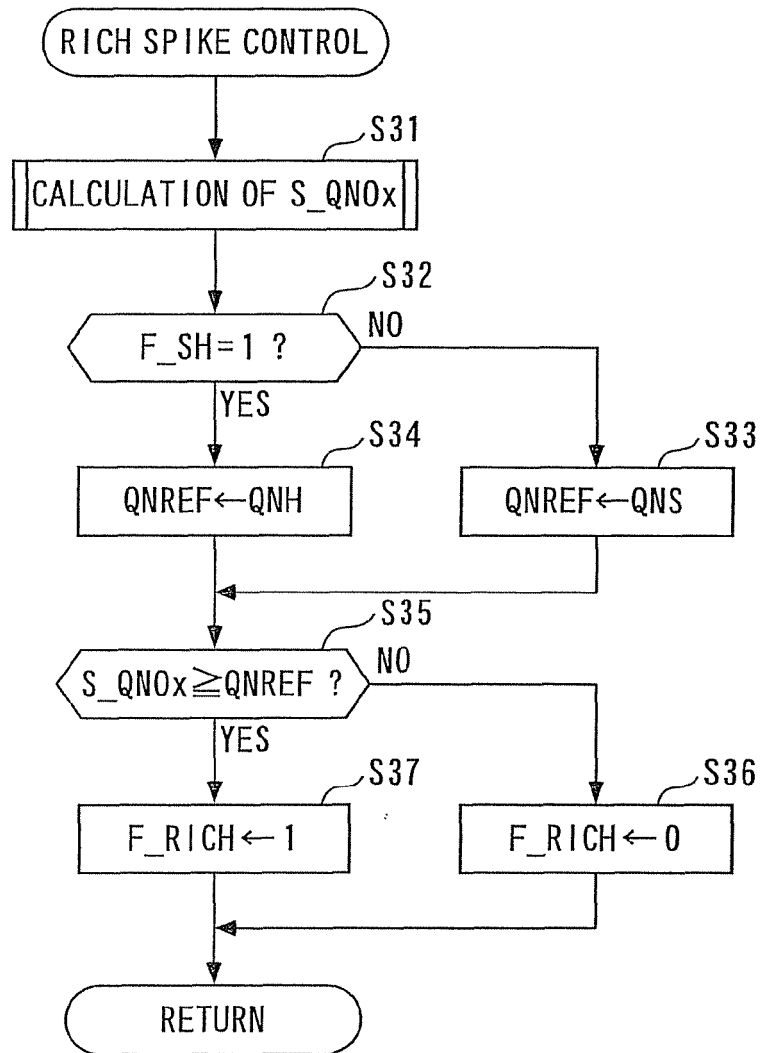 RICH SPIKE CONTROL
S31
CALCULATION OF S_QNOx
S32
F_SH=1 ?
NO
YES
S34
S33
QNREF←QNH
QNREF←QNS
S35
S_QNOx≧QNREF ?
NO
YES
S37
S36
F_RICH←1
F_RICH←0
RETURN